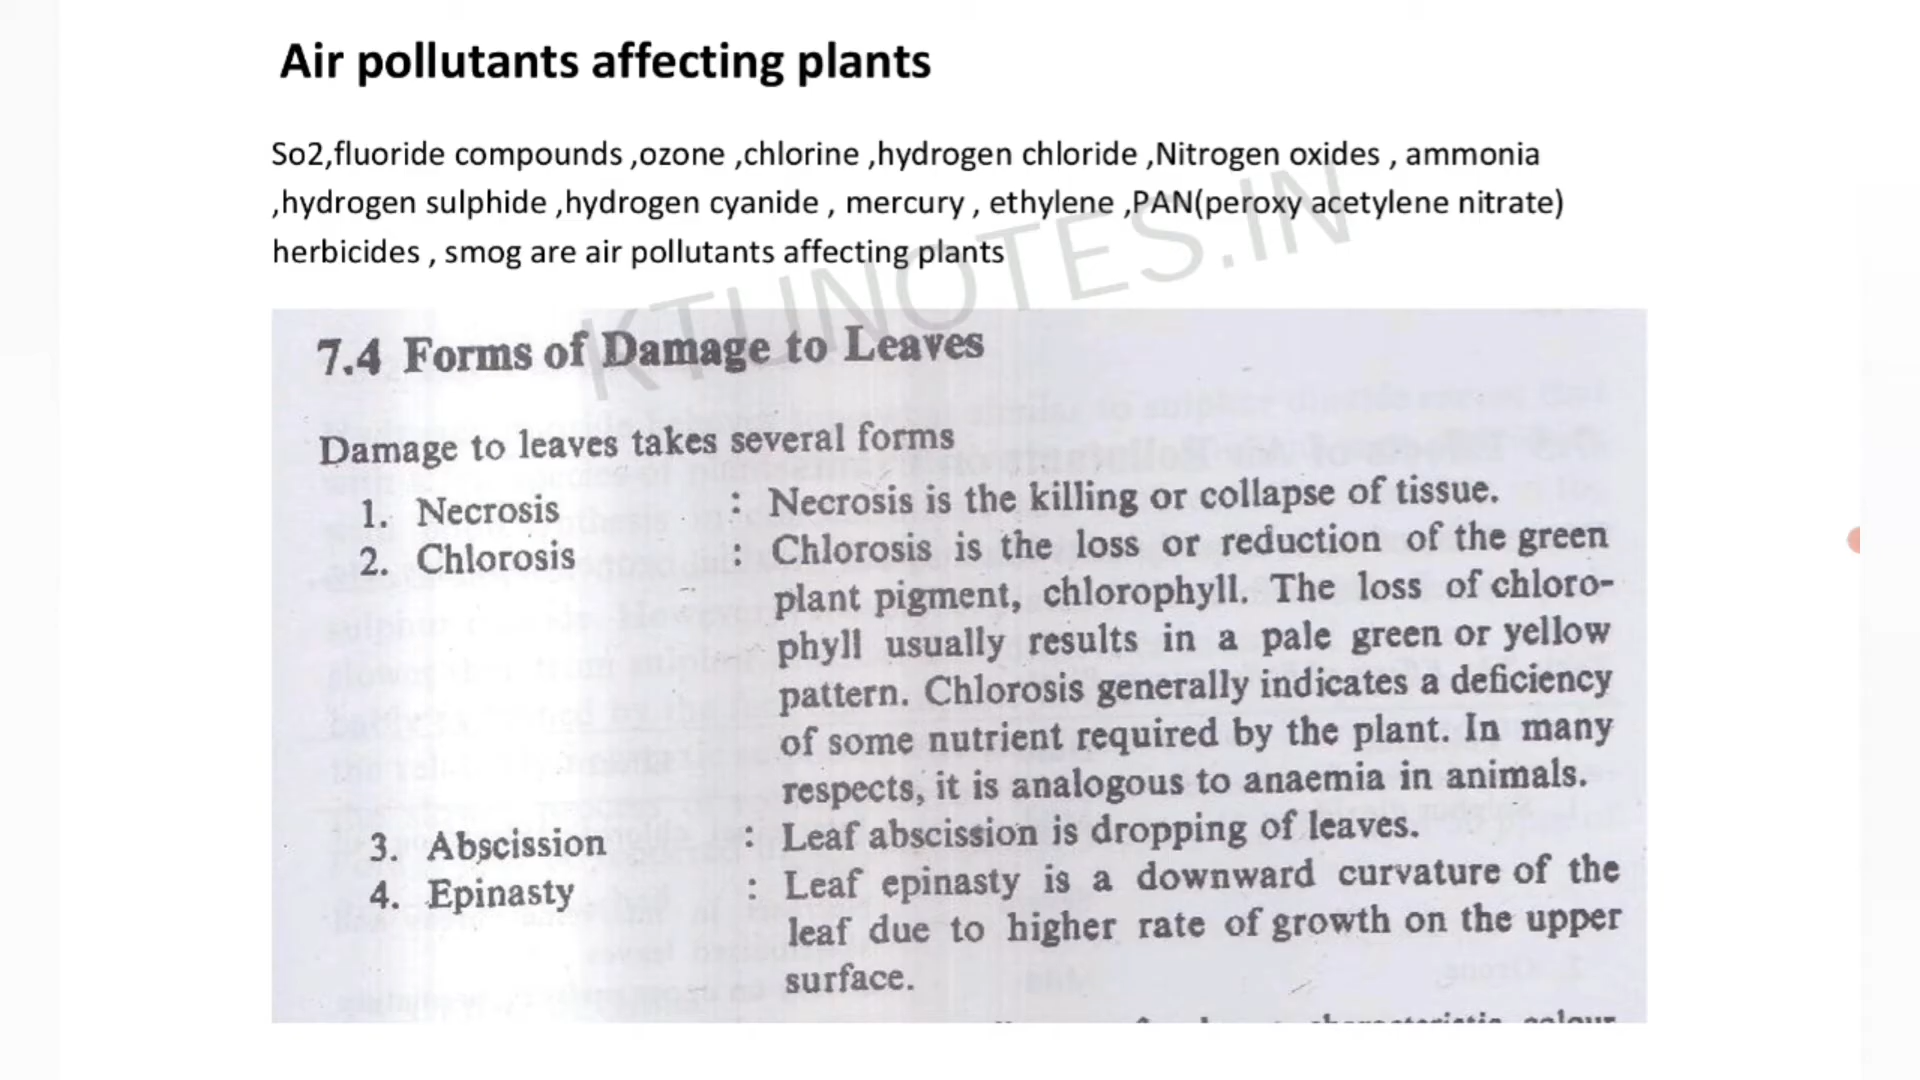 Air pollutants affecting plants
So2,fluoride compounds ,ozone ,chlorine ,hydrogen chloride ,Nitrogen oxides , ammonia
,hydrogen sulphide ,hydrogen cyanide , mercury , ethylene ,PAN(peroxy acetylene nitrate)
herbicides , smog are air pollutants affecting plants
KTUNOTES.IN
7.4 Forms of Damage to Leaves
Damage to leaves takes several forms
1. Necrosis : Necrosis is the killing or collapse of tissue.
2. Chlorosis : Chlorosis is the loss or reduction of the green
plant pigment, chlorophyll. The loss of chloro-
phyll usually results in a pale green or yellow
pattern. Chlorosis generally indicates a deficiency
of some nutrient required by the plant. In many
respects, it is analogous to anaemia in animals.
3. Abscission : Leaf abscission is dropping of leaves.
4. Epinasty : Leaf epinasty is a downward curvature of the
leaf due to higher rate of growth on the upper
surface.